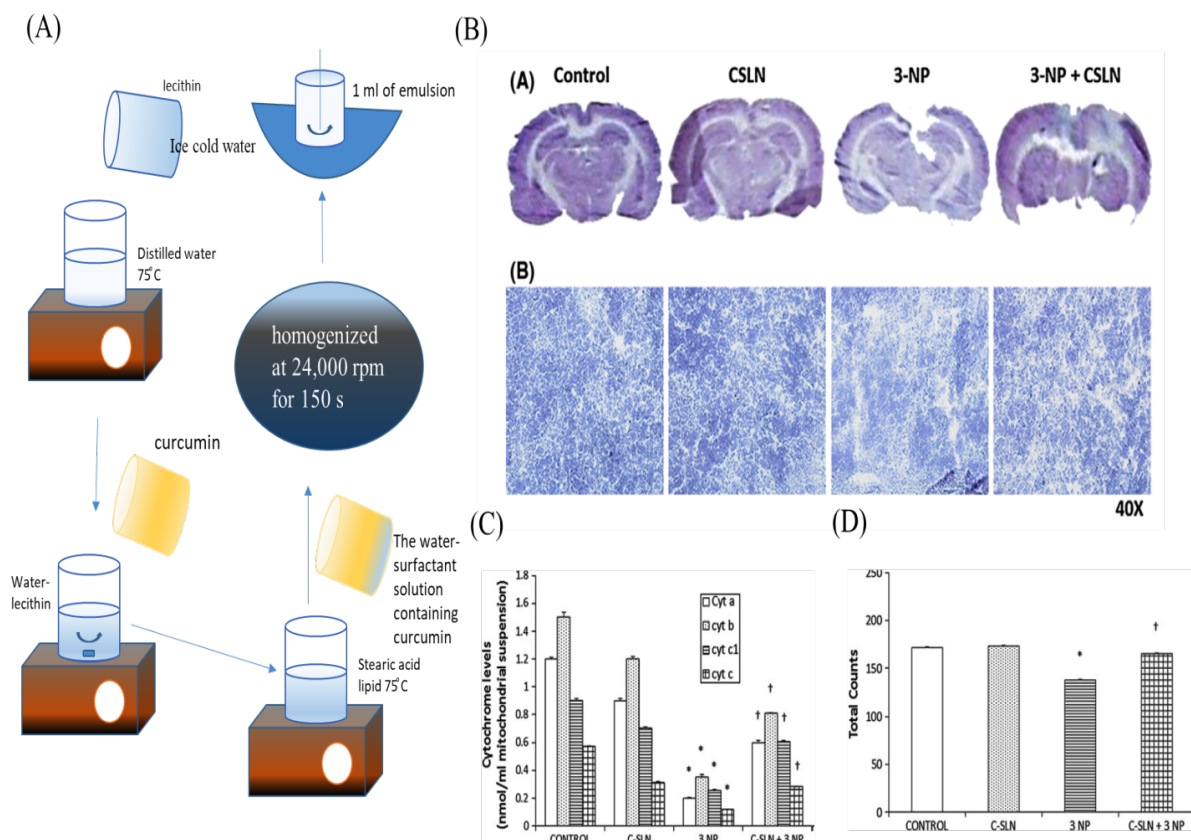 (A)
lecithin
Ice cold water
1 ml of emulsion
Distilled water
75°C
homogenized
at 24,000 rpm
for 150 s
curcumin
Water-
lecithin
The water-
surfactant
solution
containing
curcumin
Stearic acid
lipid 75°C
(B)
(A)
Control
CSLN
3-NP
3-NP + CSLN
(B)
40X
(C)
Cytochrome levels
(nmol/ml mitochondrial suspension)
1.8
1.6
1.4
1.2
1
0.8
0.6
0.4
0.2
0
Cyt a
cyt b
cyt c1
cyt c
* * * *
† † † †
CONTROL
C-SLN
3 NP
C-SLN + 3 NP
(D)
Total Counts
250
200
150
100
50
0
*
†
CONTROL
C-SLN
3 NP
C-SLN + 3 NP